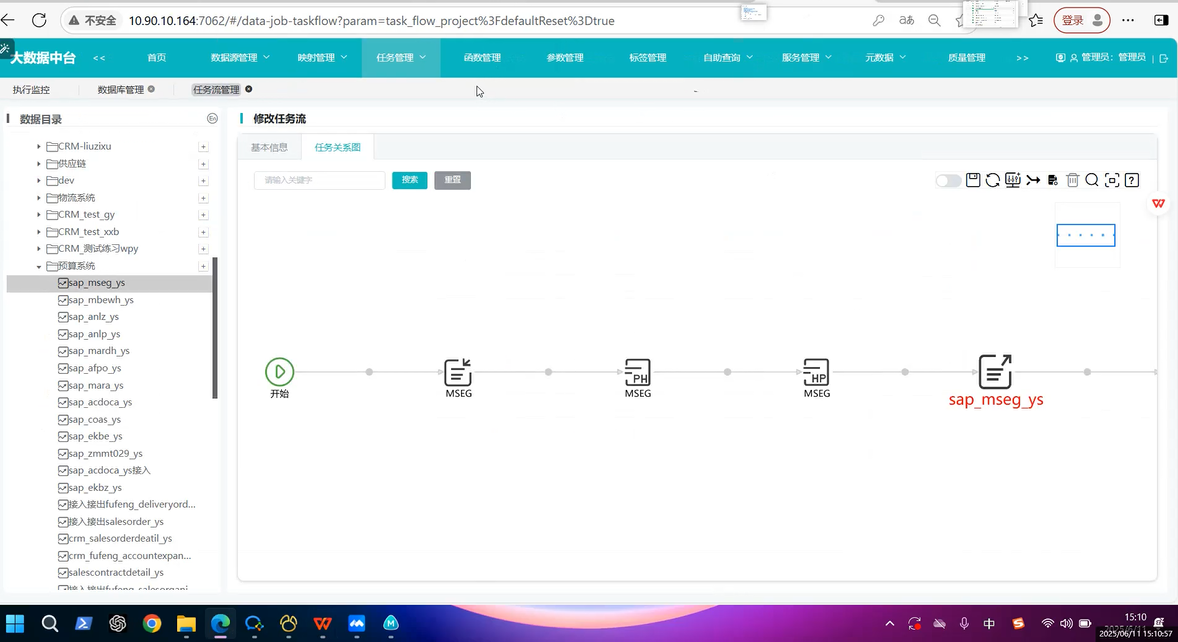 不安全 10.90.10.164:7062/#/data-job-taskflow?param=task_flow_project%3FdefaultReset%3Dtrue aあ 登录
大数据中台 << 首页 数据源管理 映射管理 任务管理 函数管理 参数管理 标签管理 自助查询 服务管理 元数据 质量管理 >> 管理员：管理员
执行监控 数据库管理 任务流管理
数据目录 En
CRM-liuzixu
供应链
dev
物流系统
CRM_test_gy
CRM_test_xxb
CRM_测试练习wpy
预算系统
sap_mseg_ys
sap_mbewh_ys
sap_anlz_ys
sap_anlp_ys
sap_mardh_ys
sap_afpo_ys
sap_mara_ys
sap_acdoca_ys
sap_coas_ys
sap_ekbe_ys
sap_zmmt029_ys
sap_acdoca_ys接入
sap_ekbz_ys
接入接出fufeng_deliveryord...
接入接出salesorder_ys
crm_salesorderdeatil_ys
crm_fufeng_accountexpan...
salescontractdetail_ys
接入接出fufeng_salesorgani...
修改任务流
基本信息 任务关系图
请输入关键字 搜索 重置
开始
MSEG
PH
MSEG
HP
MSEG
sap_mseg_ys
中
15:10
2025/6/11
2025/06/11 15:10:57